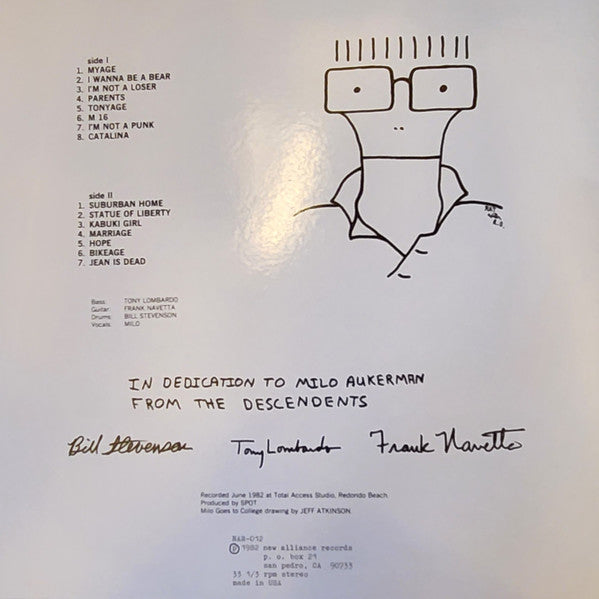 side I
1. MYAGE
2. I WANNA BE A BEAR
3. I'M NOT A LOSER
4. PARENTS
5. TONYAGE
6. M 16
7. I'M NOT A PUNK
8. CATALINA
side II
1. SUBURBAN HOME
2. STATUE OF LIBERTY
3. KABUKI GIRL
4. MARRIAGE
5. HOPE
6. BIKEAGE
7. JEAN IS DEAD
Bass: TONY LOMBARDO
Guitar: FRANK NAVETTA
Drums: BILL STEVENSON
Vocals: MILO
IN DEDICATION TO MILO AUKERMAN
FROM THE DESCENDENTS
Bill Stevenson Tony Lombardo Frank Navetta
Recorded June 1982 at Total Access Studio, Redondo Beach.
Produced by SPOT
Milo Goes to College drawing by JEFF ATKINSON.
NAR-012
Ⓟ1982 new alliance records
p. o. box 21
san pedro, CA 90733
33 1/3 rpm stereo
made in USA